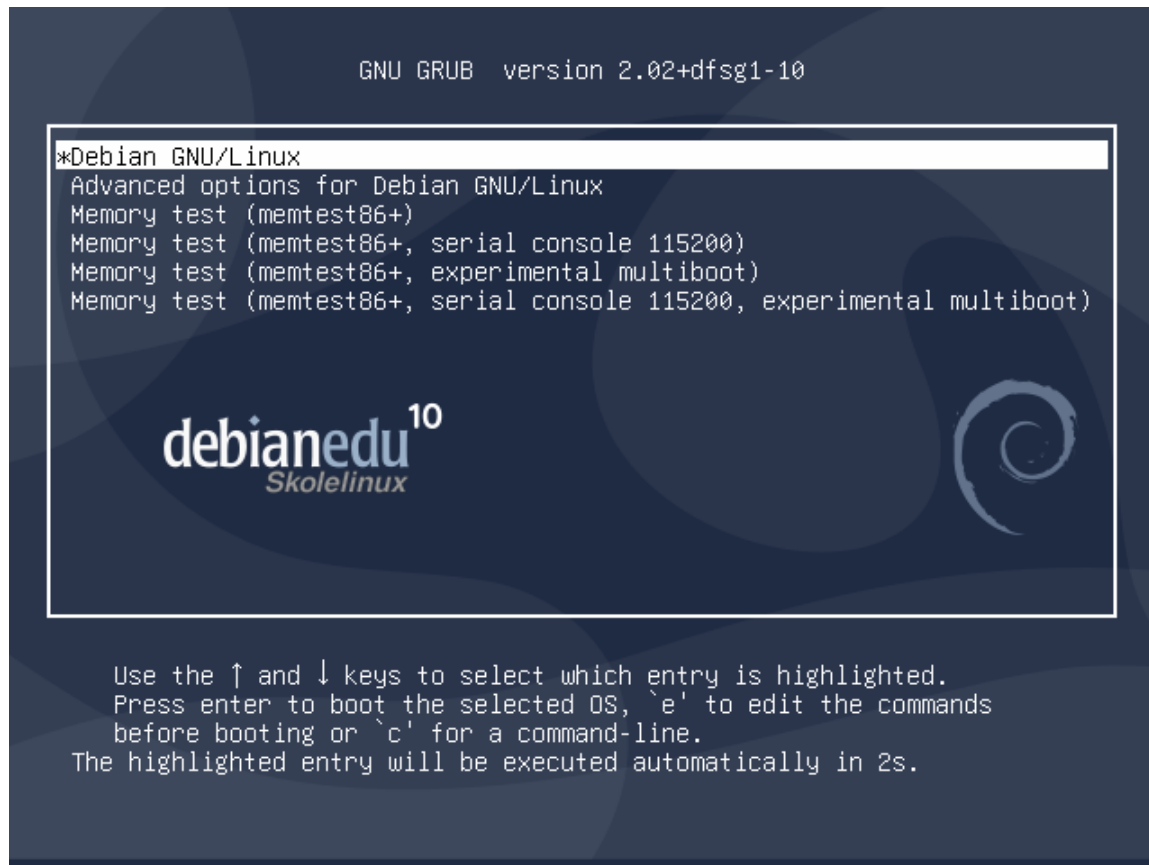 GNU GRUB  version 2.02+dfsg1-10
*Debian GNU/Linux
Advanced options for Debian GNU/Linux
Memory test (memtest86+)
Memory test (memtest86+, serial console 115200)
Memory test (memtest86+, experimental multiboot)
Memory test (memtest86+, serial console 115200, experimental multiboot)
debianedu 10
Skolelinux
Use the ↑ and ↓ keys to select which entry is highlighted.
Press enter to boot the selected OS, `e' to edit the commands
before booting or `c' for a command-line.
The highlighted entry will be executed automatically in 2s.